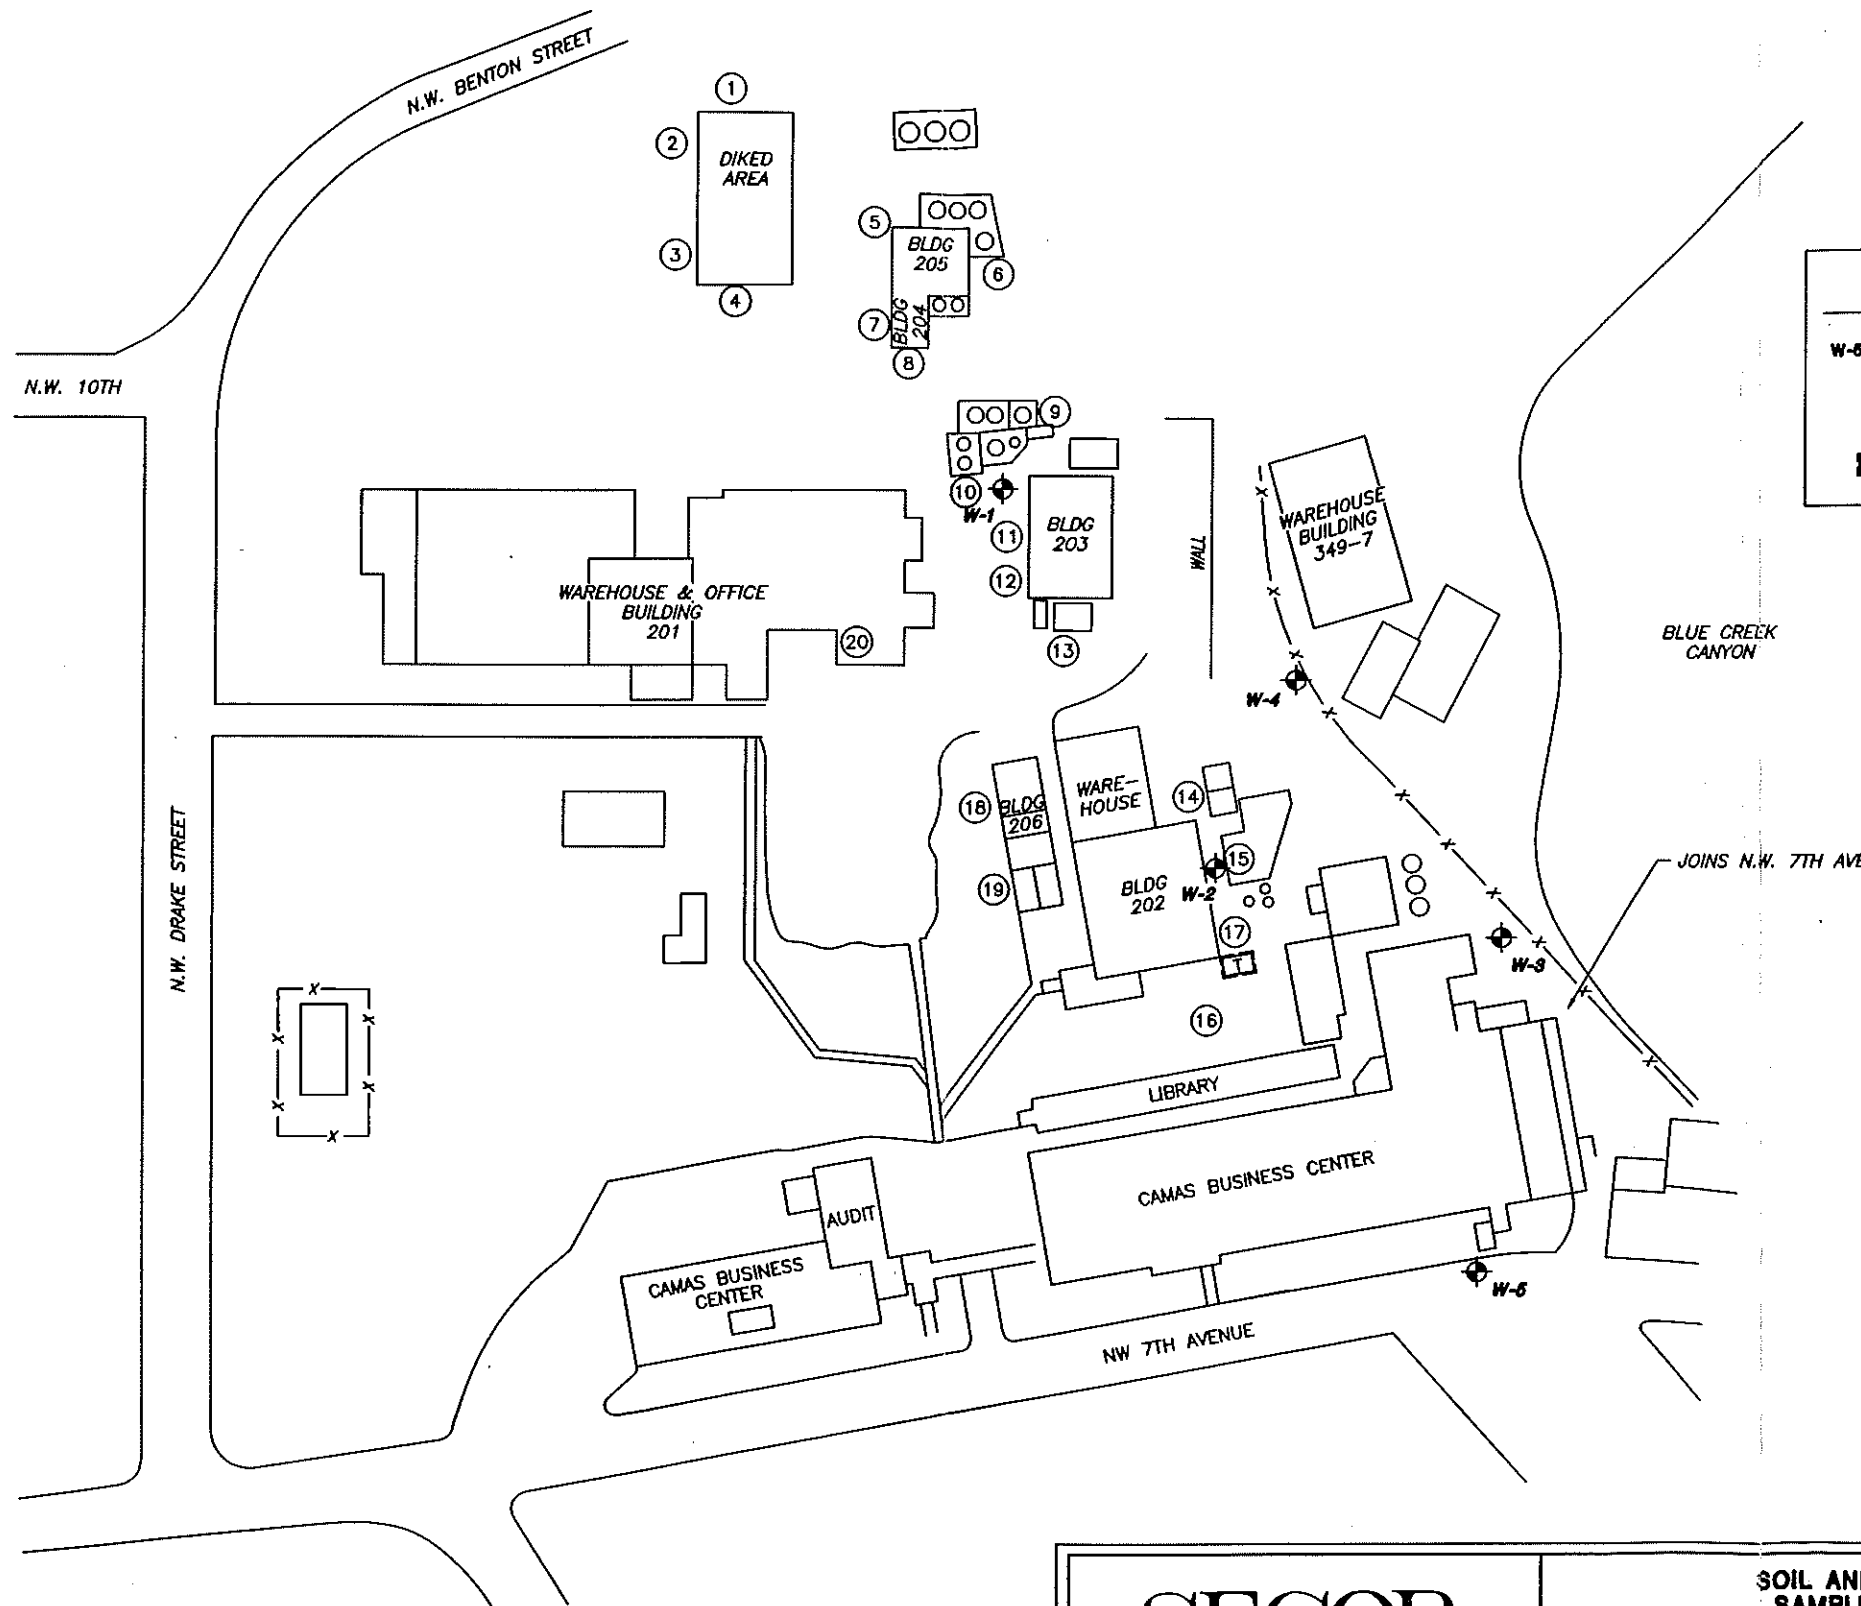 N.W. BENTON STREET
1
2
DIKED
AREA
3
4
5
BLDG
205
6
7
BLDG
204
8
N.W. 10TH
W-5
9
10
W-1
11
BLDG
203
12
13
WALL
WAREHOUSE
BUILDING
349-7
WAREHOUSE & OFFICE
BUILDING
201
20
BLUE CREEK
CANYON
W-4
WARE-
HOUSE
14
18
BLDG
206
N.W. DRAKE STREET
15
W-2
JOINS N.W. 7TH AVE
19
BLDG
202
17
T
W-3
16
LIBRARY
CAMAS BUSINESS CENTER
AUDIT
CAMAS BUSINESS
CENTER
W-5
NW 7TH AVENUE
SECOR
SOIL AN
SAMPL